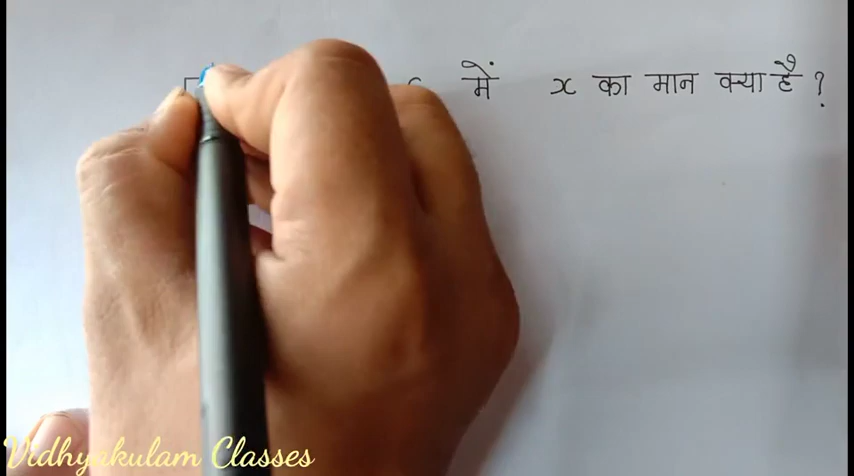 में x का मान क्या है ?
Vidhyakulam Classes